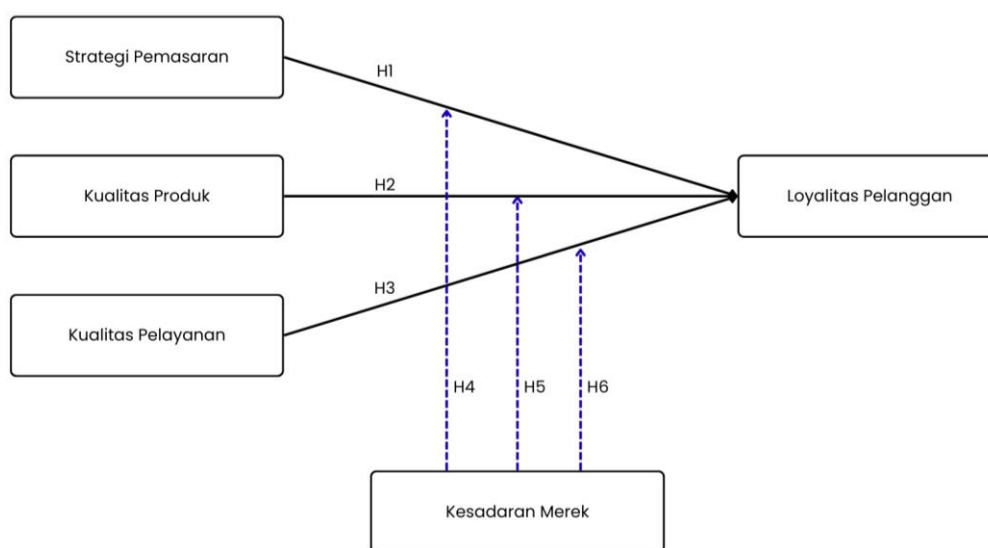 Strategi Pemasaran
H1
Kualitas Produk
H2
Loyalitas Pelanggan
H3
Kualitas Pelayanan
H4
H5
H6
Kesadaran Merek